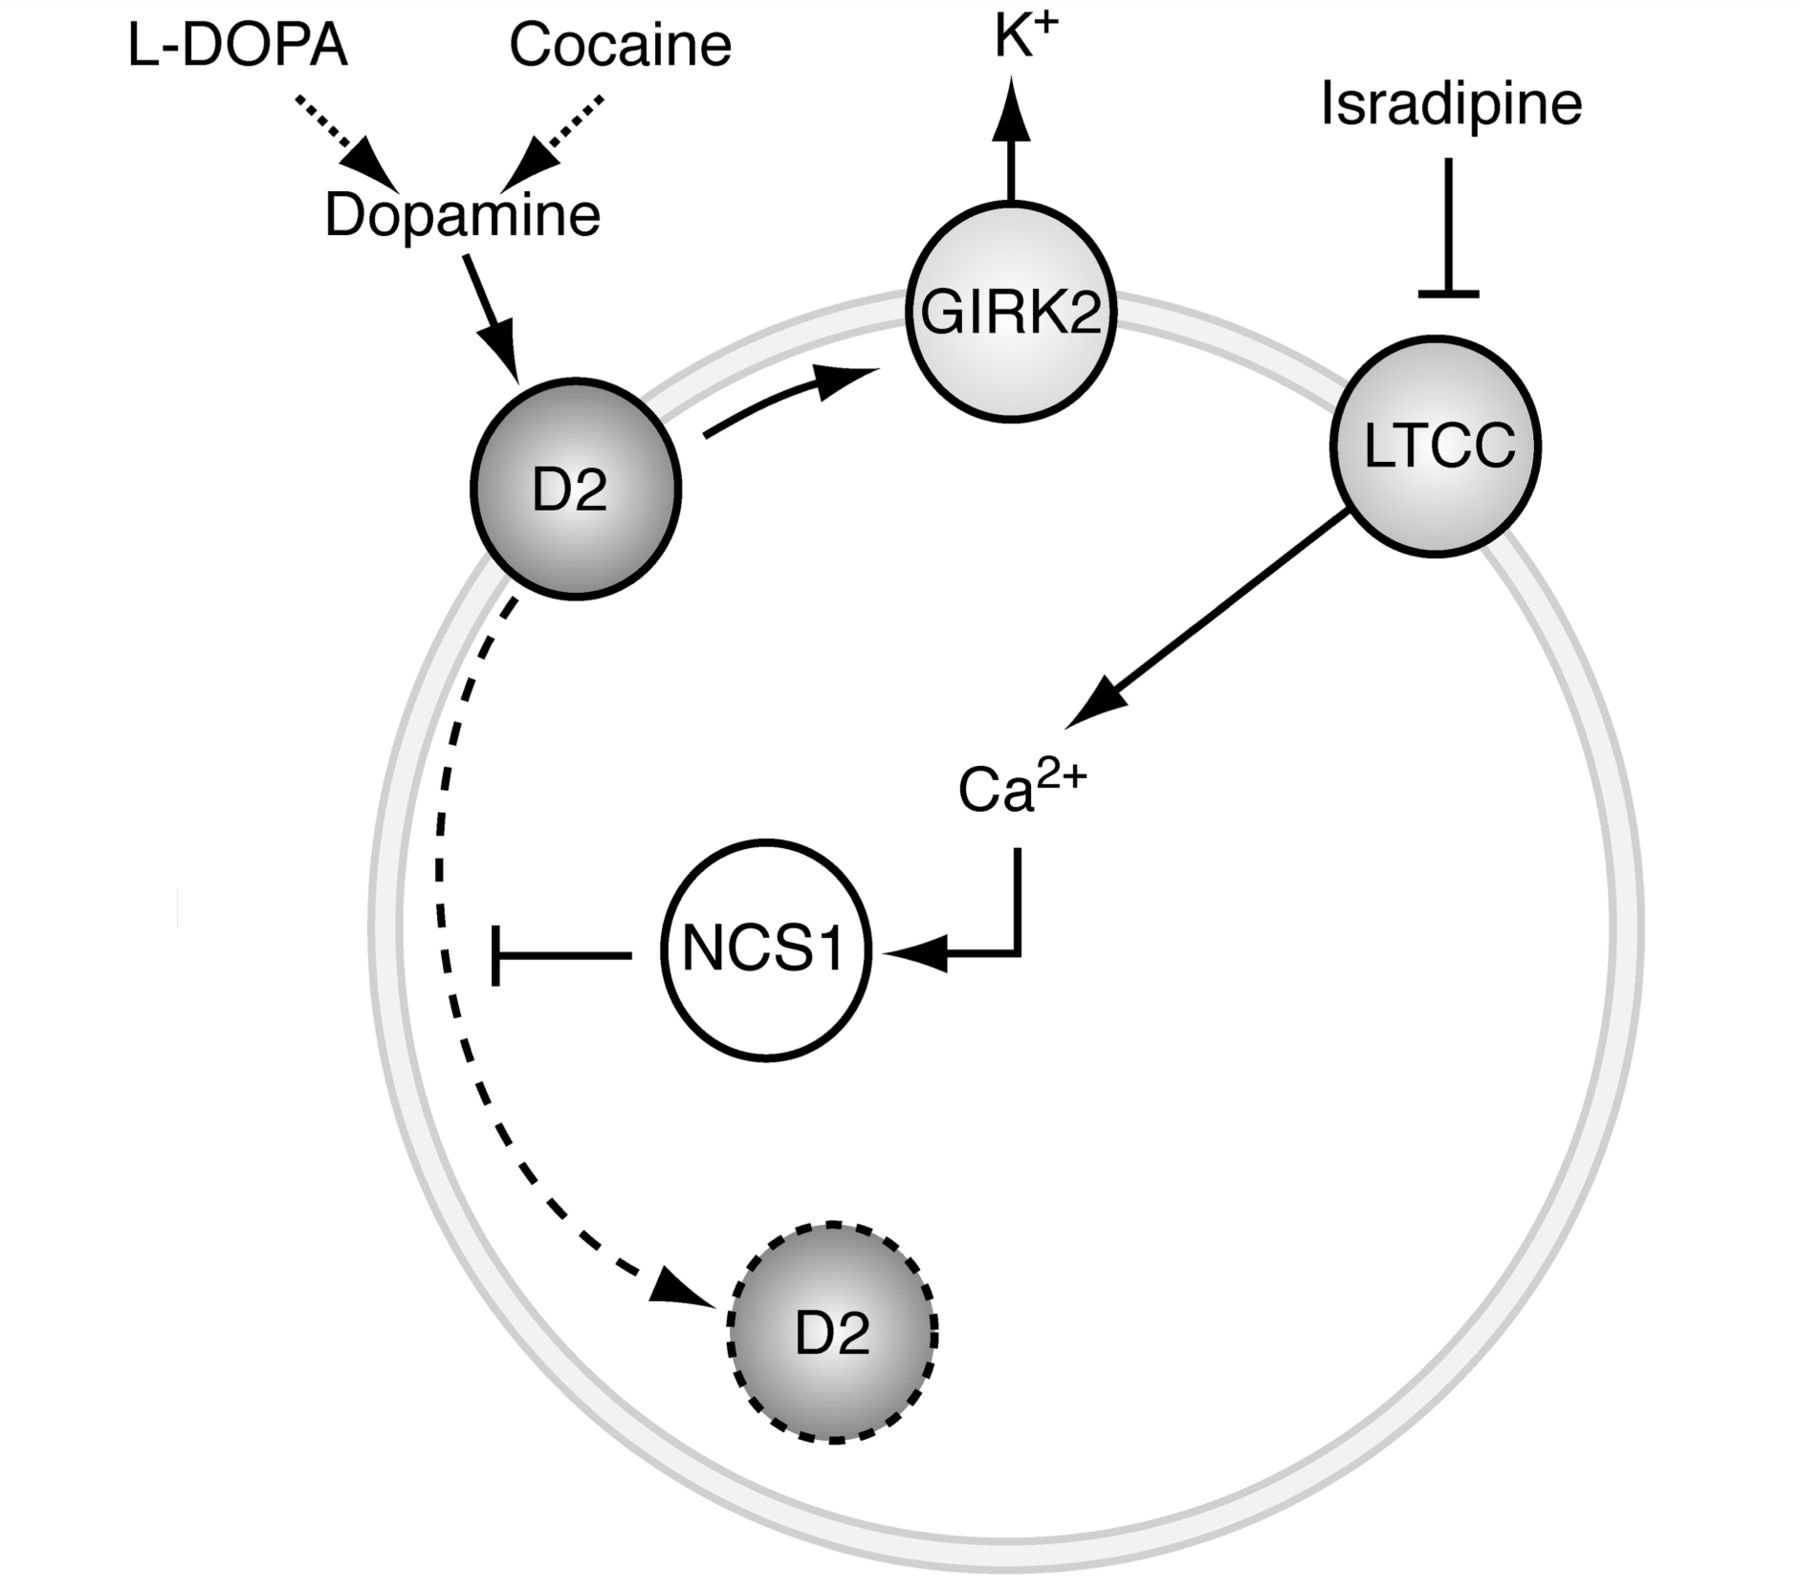 L-DOPA
Cocaine
K+
Isradipine
Dopamine
GIRK2
LTCC
D2
Ca2+
NCS1
D2